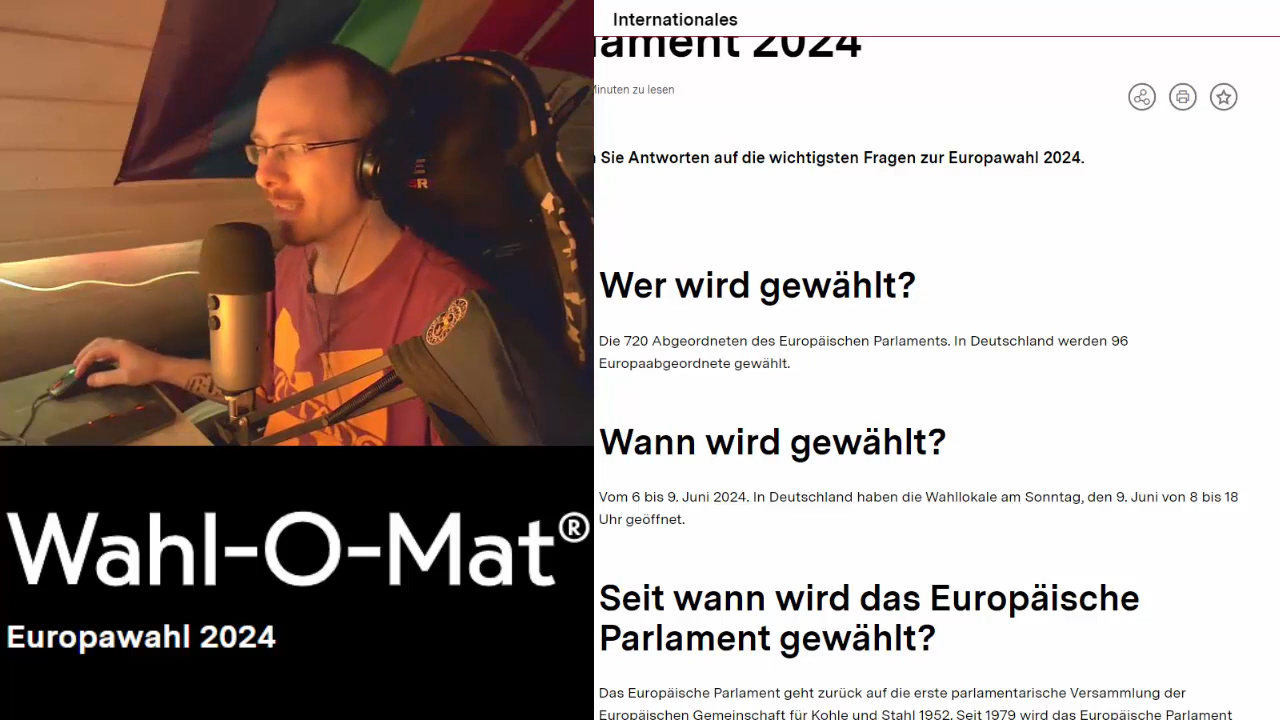 Internationales
lament 2024
Minuten zu lesen
Sie Antworten auf die wichtigsten Fragen zur Europawahl 2024.
Wer wird gewählt?
Die 720 Abgeordneten des Europäischen Parlaments. In Deutschland werden 96
Europaabgeordnete gewählt.
Wann wird gewählt?
Vom 6 bis 9. Juni 2024. In Deutschland haben die Wahllokale am Sonntag, den 9. Juni von 8 bis 18
Uhr geöffnet.
Seit wann wird das Europäische
Parlament gewählt?
Das Europäische Parlament geht zurück auf die erste parlamentarische Versammlung der
Europäischen Gemeinschaft für Kohle und Stahl 1952. Seit 1979 wird das Europäische Parlament
Wahl-O-Mat®
Europawahl 2024